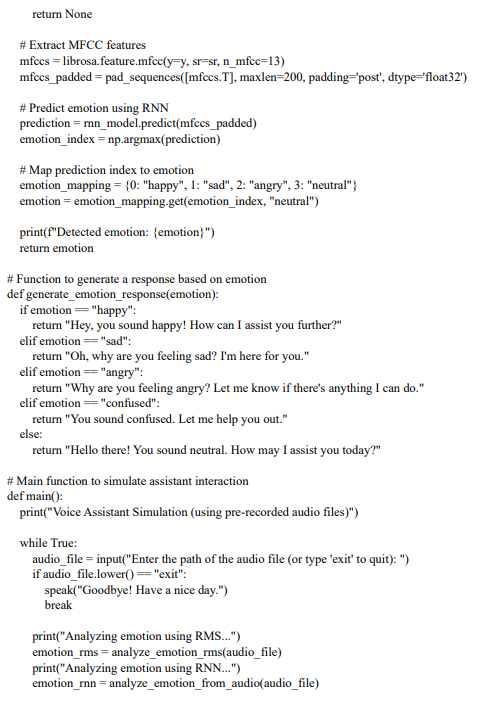 return None
# Extract MFCC features
mfccs = librosa.feature.mfcc(y=y, sr=sr, n_mfcc=13)
mfccs_padded = pad_sequences([mfccs.T], maxlen=200, padding='post', dtype='float32')
# Predict emotion using RNN
prediction = rnn_model.predict(mfccs_padded)
emotion_index = np.argmax(prediction)
# Map prediction index to emotion
emotion_mapping = {0: "happy", 1: "sad", 2: "angry", 3: "neutral"}
emotion = emotion_mapping.get(emotion_index, "neutral")
print(f"Detected emotion: {emotion}")
return emotion
# Function to generate a response based on emotion
def generate_emotion_response(emotion):
if emotion == "happy":
return "Hey, you sound happy! How can I assist you further?"
elif emotion == "sad":
return "Oh, why are you feeling sad? I'm here for you."
elif emotion == "angry":
return "Why are you feeling angry? Let me know if there's anything I can do."
elif emotion == "confused":
return "You sound confused. Let me help you out."
else:
return "Hello there! You sound neutral. How may I assist you today?"
# Main function to simulate assistant interaction
def main():
print("Voice Assistant Simulation (using pre-recorded audio files)")
while True:
audio_file = input("Enter the path of the audio file (or type 'exit' to quit): ")
if audio_file.lower() == "exit":
speak("Goodbye! Have a nice day.")
break
print("Analyzing emotion using RMS...")
emotion_rms = analyze_emotion_rms(audio_file)
print("Analyzing emotion using RNN...")
emotion_rnn = analyze_emotion_from_audio(audio_file)